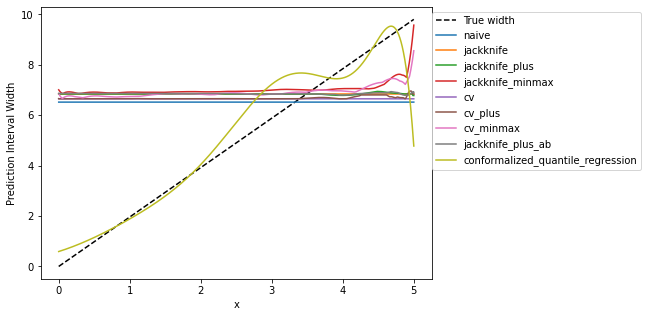 10
8
6
4
2
0
Prediction Interval Width
0
1
2
3
4
5
x
True width
naive
jackknife
jackknife_plus
jackknife_minmax
cv
cv_plus
cv_minmax
jackknife_plus_ab
conformalized_quantile_regression